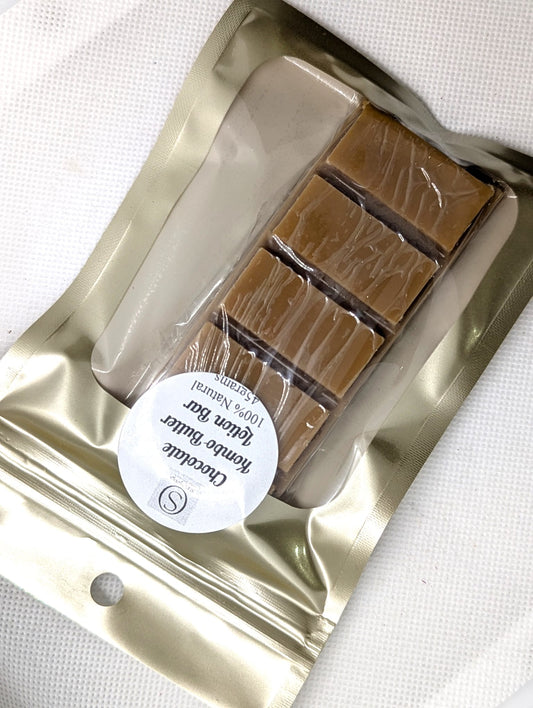 S
Chocolate
Kombo Butter
Lotion Bar
100% Natural
45grams